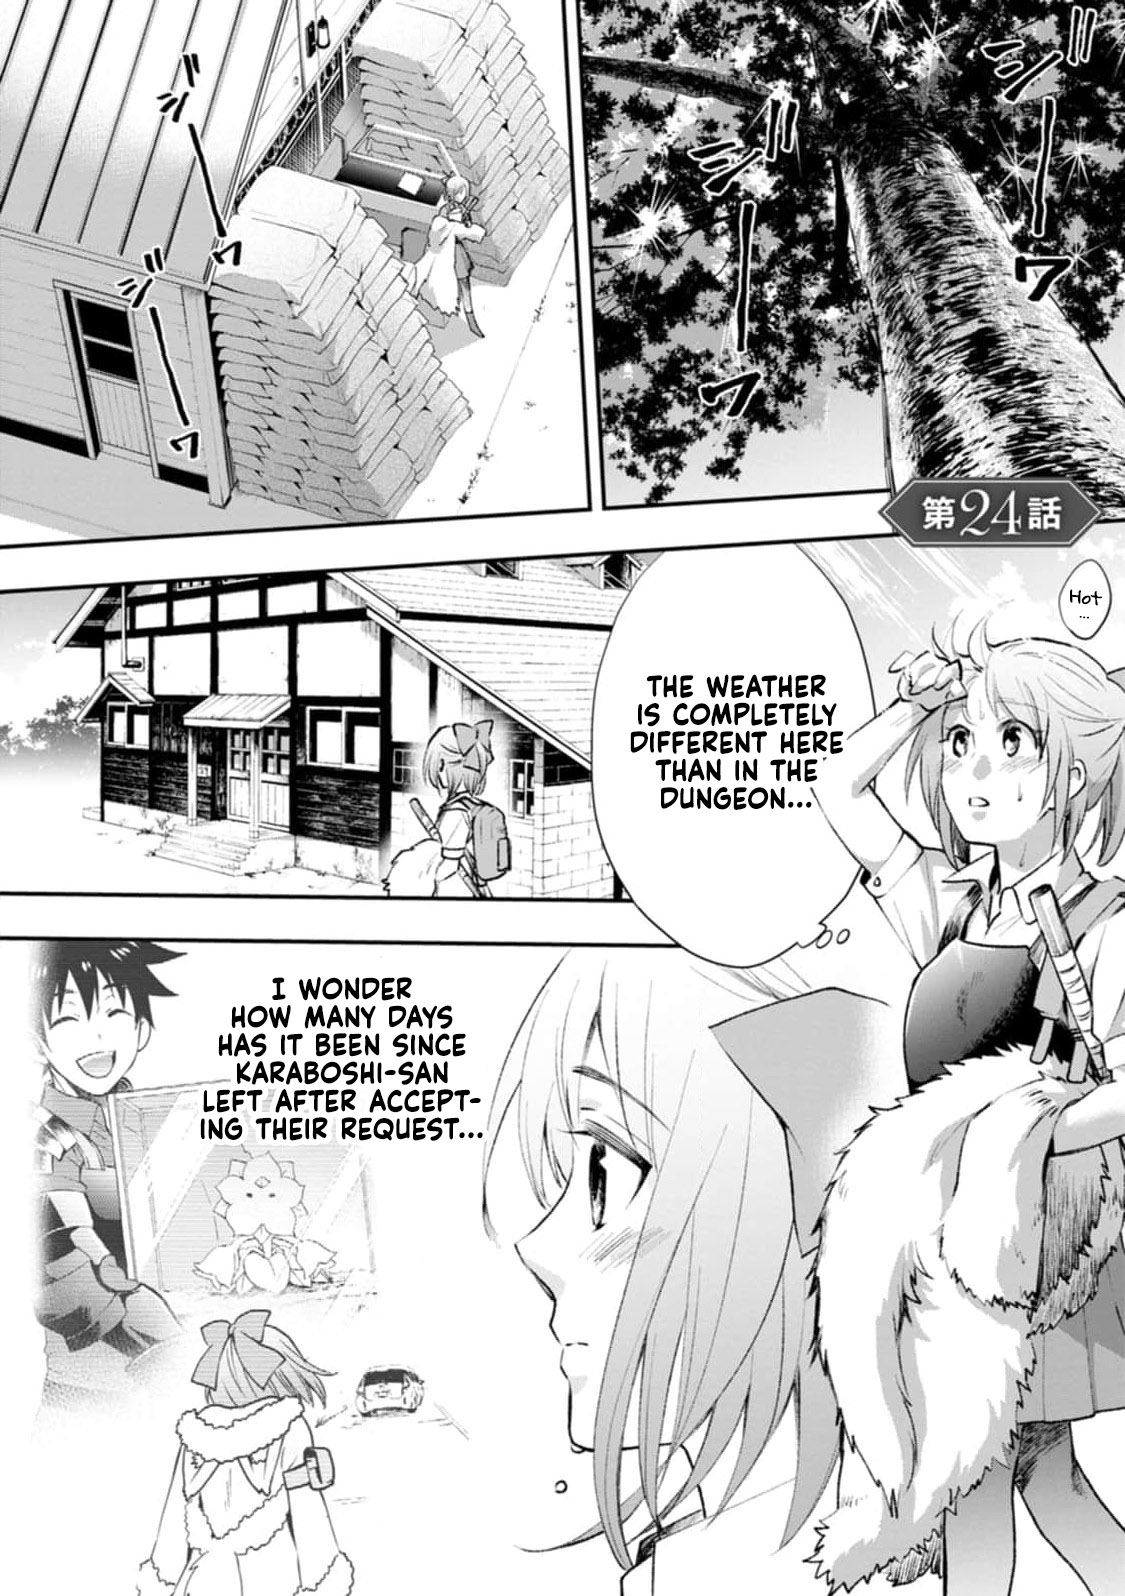 ジーワ
ジーワ
ジーワ
ジーワ
第24話
Hot
...
THE WEATHER
IS COMPLETELY
DIFFERENT HERE
THAN IN THE
DUNGEON...
I WONDER
HOW MANY DAYS
HAS IT BEEN SINCE
KARABOSHI-SAN
LEFT AFTER ACCEPT-
ING THEIR REQUEST...